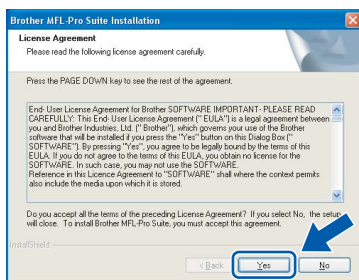 Brother MFL-Pro Suite Installation
License Agreement
Please read the following license agreement carefully.
Press the PAGE DOWN key to see the rest of the agreement.
End- User License Agreement for Brother SOFTWARE IMPORTANT- PLEASE READ
CAREFULLY: This End- User License Agreement (" EULA") is a legal agreement between
you and Brother Industries, Ltd. (" Brother"), which governs your use of the Brother
software that will be installed if you press the "Yes" button on this Dialog Box ("
SOFTWARE"). By pressing "Yes", you agree to be legally bound by the terms of this
EULA. If you do not agree to the terms of this EULA, you obtain no license for the
SOFTWARE. In such case, you may not use the SOFTWARE.
Reference in this Licence Agreement to "SOFTWARE" shall where the context permits
also include the media upon which it is stored.
Do you accept all the terms of the preceding License Agreement? If you select No, the setup
will close. To install Brother MFL-Pro Suite, you must accept this agreement.
InstallShield
< Back Yes No